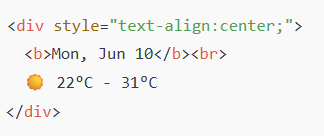 <div style="text-align:center;">
<b>Mon, Jun 10</b><br>
🌞 22°C - 31°C
</div>